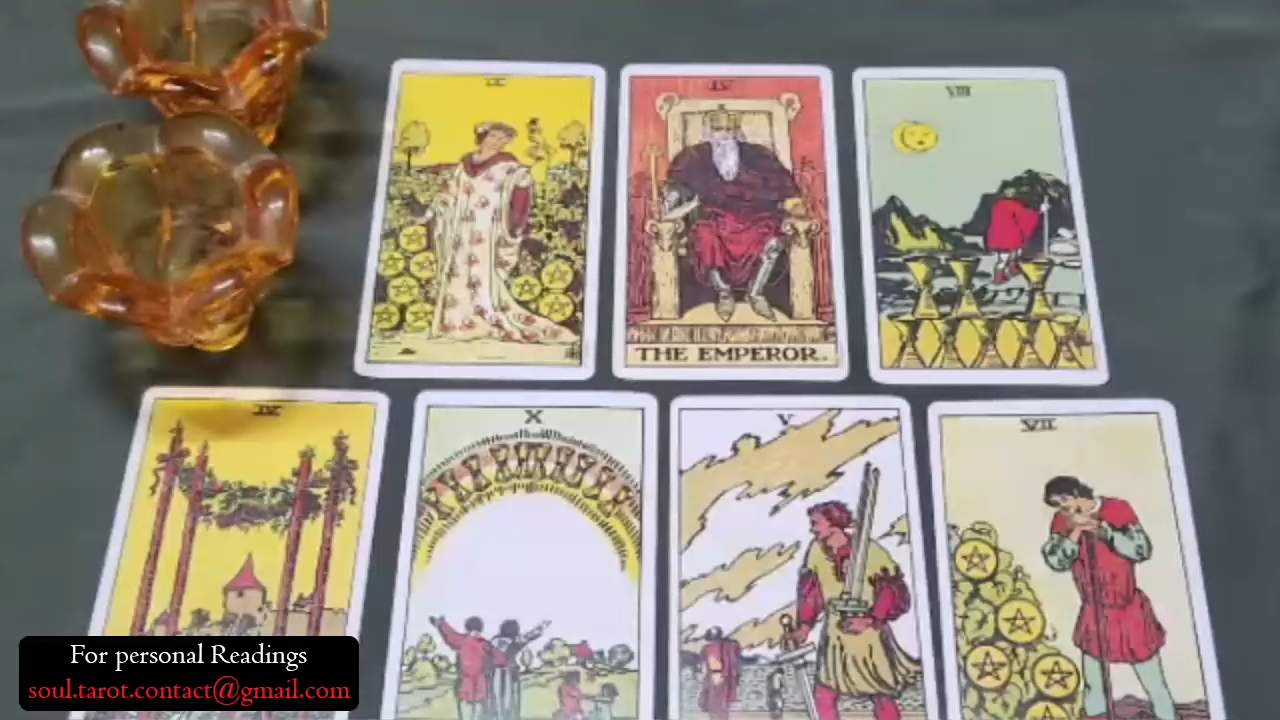 IX
IV
VIII
THE EMPEROR.
IV
X
V
VII
For personal Readings
soul.tarot.contact@gmail.com